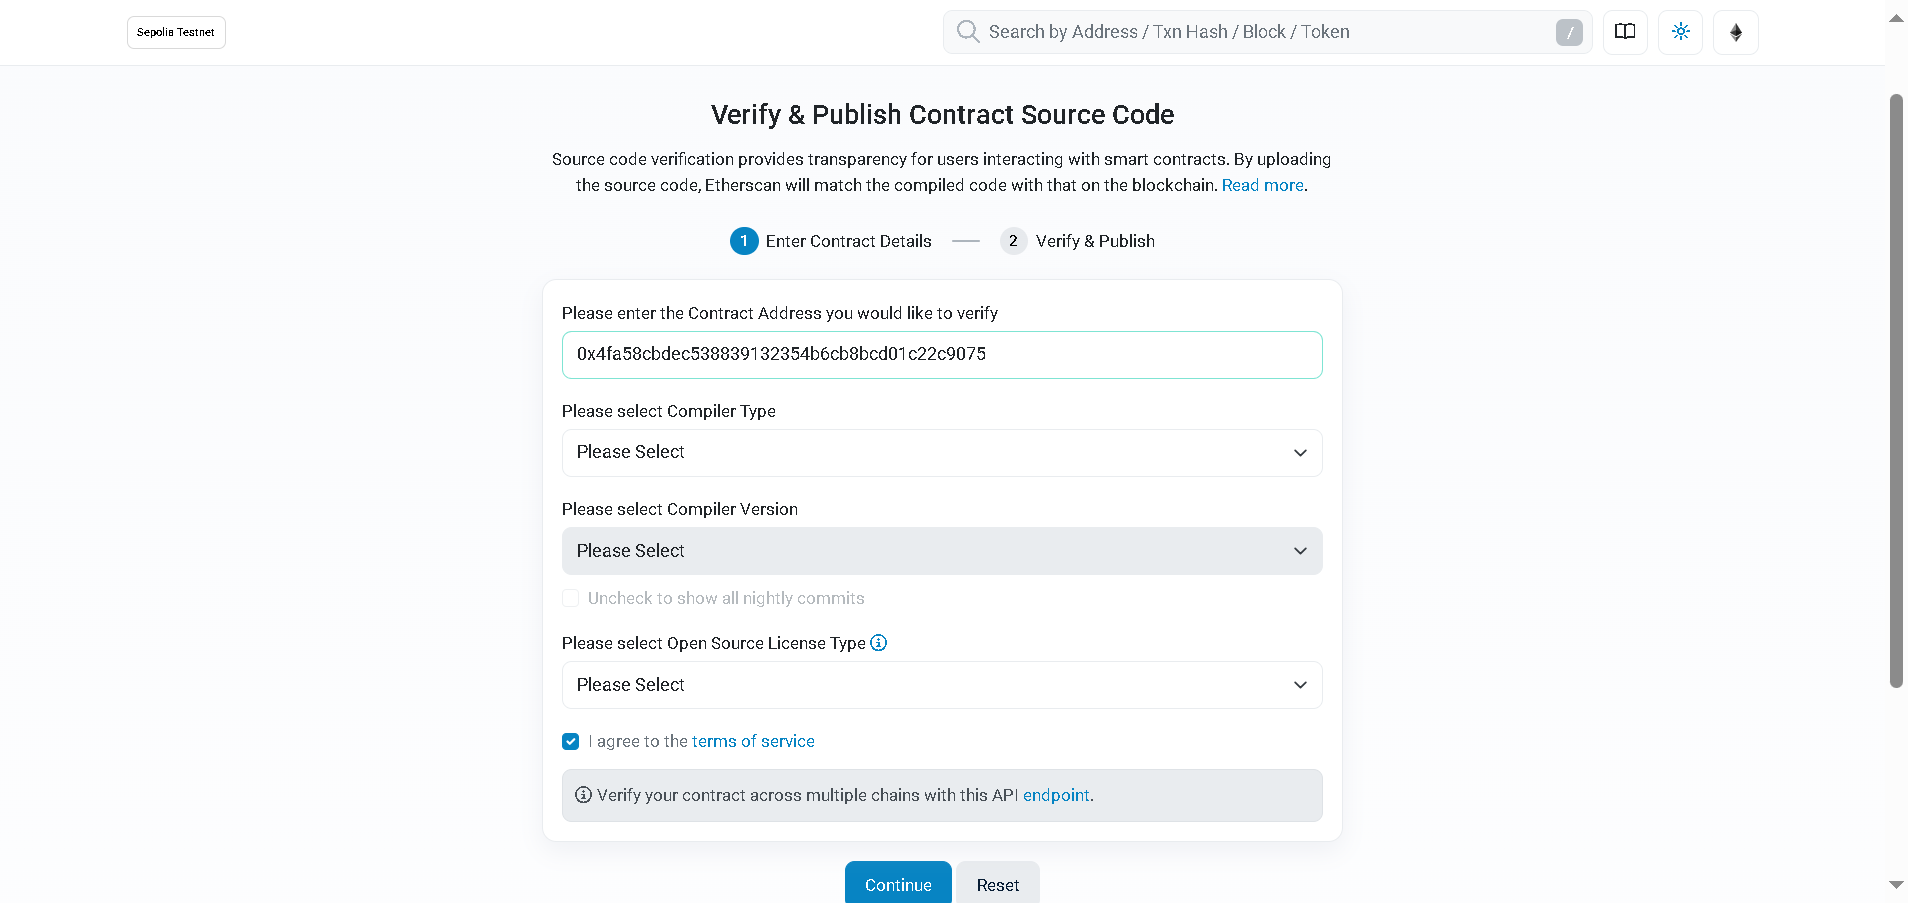 Sepolia Testnet
Search by Address / Txn Hash / Block / Token
/
Verify & Publish Contract Source Code
Source code verification provides transparency for users interacting with smart contracts. By uploading
the source code, Etherscan will match the compiled code with that on the blockchain. Read more.
1 Enter Contract Details
2 Verify & Publish
Please enter the Contract Address you would like to verify
0x4fa58cbdec538839132354b6cb8bcd01c22c9075
Please select Compiler Type
Please Select
Please select Compiler Version
Please Select
Uncheck to show all nightly commits
Please select Open Source License Type
Please Select
I agree to the terms of service
Verify your contract across multiple chains with this API endpoint.
Continue
Reset